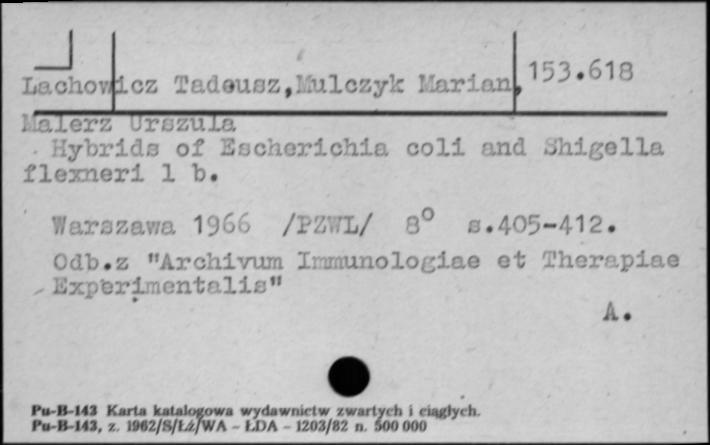 Lachowicz Tadeusz,Mulczyk Marian, 153.618
Malerz Urszula
Hybrids of Escherichia coli and Shigella
flexneri 1 b.
Warszawa 1966 /PZWL/ 8° s.405-412.
Odb.z "Archivum Immunologiae et Therapiae
Experimentalis"
A.
Pu-B-143 Karta katalogowa wydawnictw zwartych i ciągłych.
Pu-B-143, z. 1962/S/Łż/WA - ŁDA - 1203/82 n. 500 000